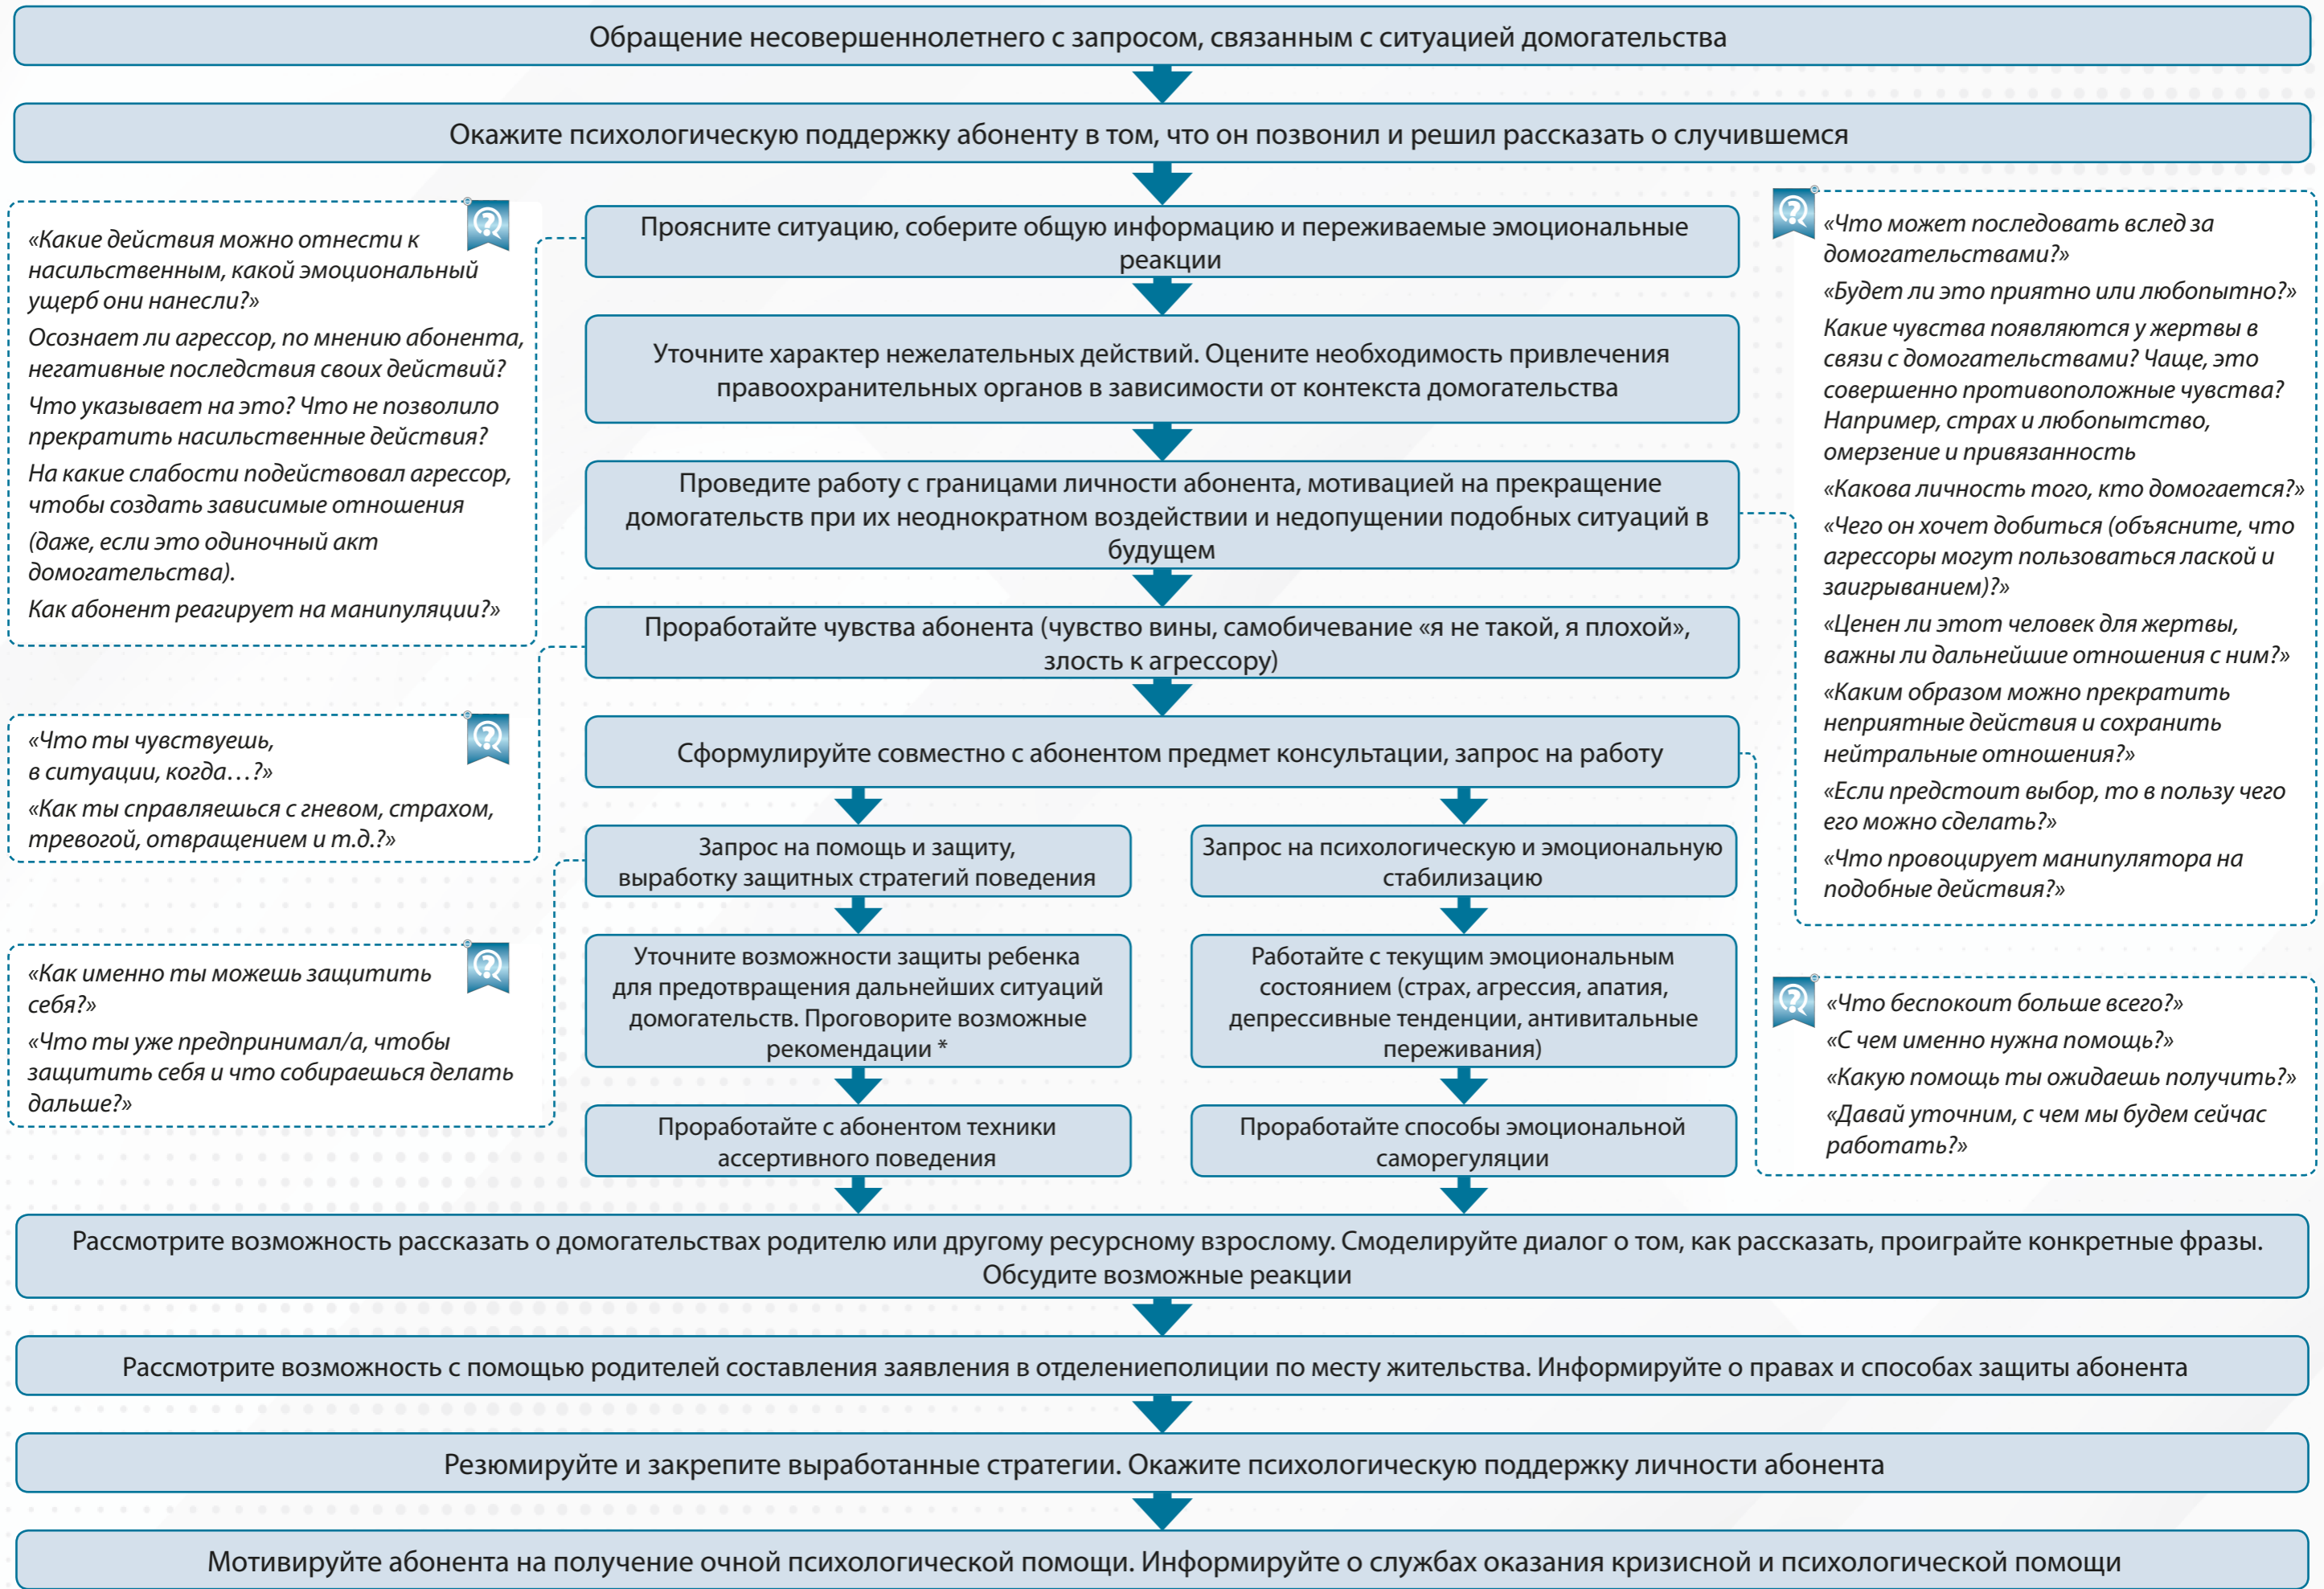 Обращение несовершеннолетнего с запросом, связанным с ситуацией домогательства
Окажите психологическую поддержку абоненту в том, что он позвонил и решил рассказать о случившемся
«Какие действия можно отнести к
насильственным, какой эмоциональный
ущерб они нанесли?»
Осознает ли агрессор, по мнению абонента,
негативные последствия своих действий?
Что указывает на это? Что не позволило
прекратить насильственные действия?
На какие слабости подействовал агрессор,
чтобы создать зависимые отношения
(даже, если это одиночный акт
домогательства).
Как абонент реагирует на манипуляции?»
Проясните ситуацию, соберите общую информацию и переживаемые эмоциональные
реакции
Уточните характер нежелательных действий. Оцените необходимость привлечения
правоохранительных органов в зависимости от контекста домогательства
Проведите работу с границами личности абонента, мотивацией на прекращение
домогательств при их неоднократном воздействии и недопущении подобных ситуаций в
будущем
«Что может последовать вслед за
домогательствами?»
«Будет ли это приятно или любопытно?»
Какие чувства появляются у жертвы в
связи с домогательствами? Чаще, это
совершенно противоположные чувства?
Например, страх и любопытство,
омерзение и привязанность
«Какова личность того, кто домогается?»
«Чего он хочет добиться (объясните, что
агрессоры могут пользоваться лаской и
заигрыванием)?»
«Ценен ли этот человек для жертвы,
важны ли дальнейшие отношения с ним?»
«Каким образом можно прекратить
неприятные действия и сохранить
нейтральные отношения?»
«Если предстоит выбор, то в пользу чего
его можно сделать?»
«Что провоцирует манипулятора на
подобные действия?»
Проработайте чувства абонента (чувство вины, самобичевание «я не такой, я плохой»,
злость к агрессору)
«Что ты чувствуешь,
в ситуации, когда…?»
«Как ты справляешься с гневом, страхом,
тревогой, отвращением и т.д.?»
Сформулируйте совместно с абонентом предмет консультации, запрос на работу
Запрос на помощь и защиту,
выработку защитных стратегий поведения
Запрос на психологическую и эмоциональную
стабилизацию
«Как именно ты можешь защитить
себя?»
«Что ты уже предпринимал/а, чтобы
защитить себя и что собираешься делать
дальше?»
Уточните возможности защиты ребенка
для предотвращения дальнейших ситуаций
домогательств. Проговорите возможные
рекомендации *
Работайте с текущим эмоциональным
состоянием (страх, агрессия, апатия,
депрессивные тенденции, антивитальные
переживания)
«Что беспокоит больше всего?»
«С чем именно нужна помощь?»
«Какую помощь ты ожидаешь получить?»
«Давай уточним, с чем мы будем сейчас
работать?»
Проработайте с абонентом техники
ассертивного поведения
Проработайте способы эмоциональной
саморегуляции
Рассмотрите возможность рассказать о домогательствах родителю или другому ресурсному взрослому. Смоделируйте диалог о том, как рассказать, проиграйте конкретные фразы.
Обсудите возможные реакции
Рассмотрите возможность с помощью родителей составления заявления в отделениеполиции по месту жительства. Информируйте о правах и способах защиты абонента
Резюмируйте и закрепите выработанные стратегии. Окажите психологическую поддержку личности абонента
Мотивируйте абонента на получение очной психологической помощи. Информируйте о службах оказания кризисной и психологической помощи